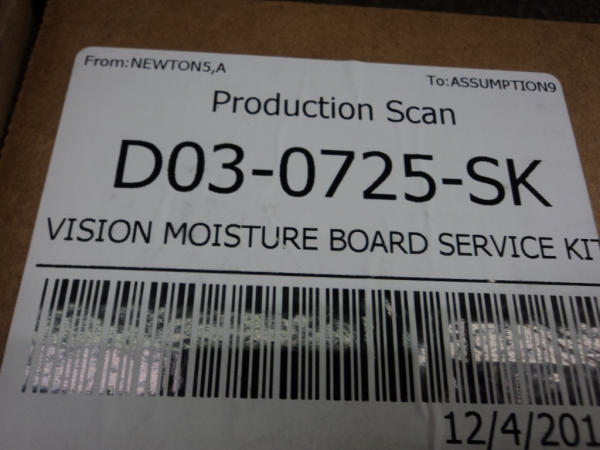 From:NEWTON5,A
To:ASSUMPTION9
Production Scan
D03-0725-SK
VISION MOISTURE BOARD SERVICE KIT
12/4/201